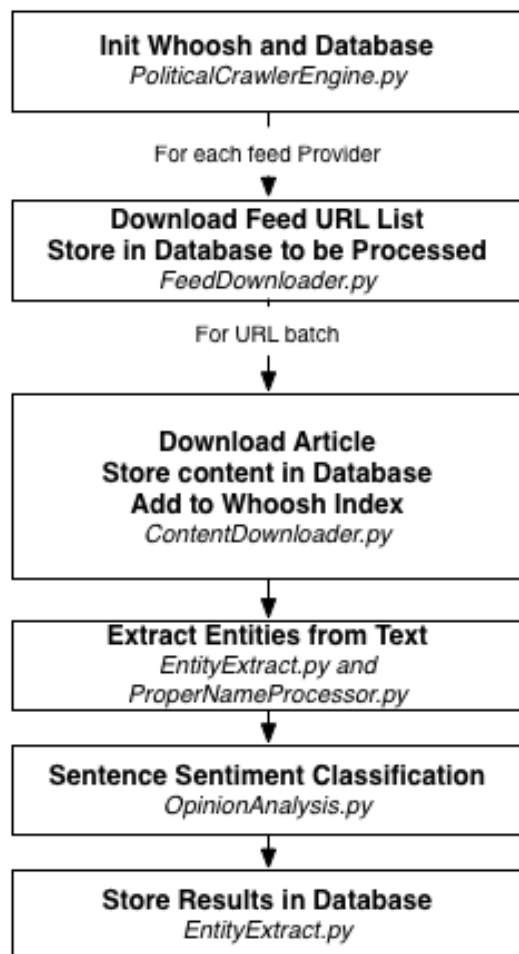 Init Whoosh and Database
PoliticalCrawlerEngine.py
For each feed Provider
Download Feed URL List
Store in Database to be Processed
FeedDownloader.py
For URL batch
Download Article
Store content in Database
Add to Whoosh Index
ContentDownloader.py
Extract Entities from Text
EntityExtract.py and
ProperNameProcessor.py
Sentence Sentiment Classification
OpinionAnalysis.py
Store Results in Database
EntityExtract.py